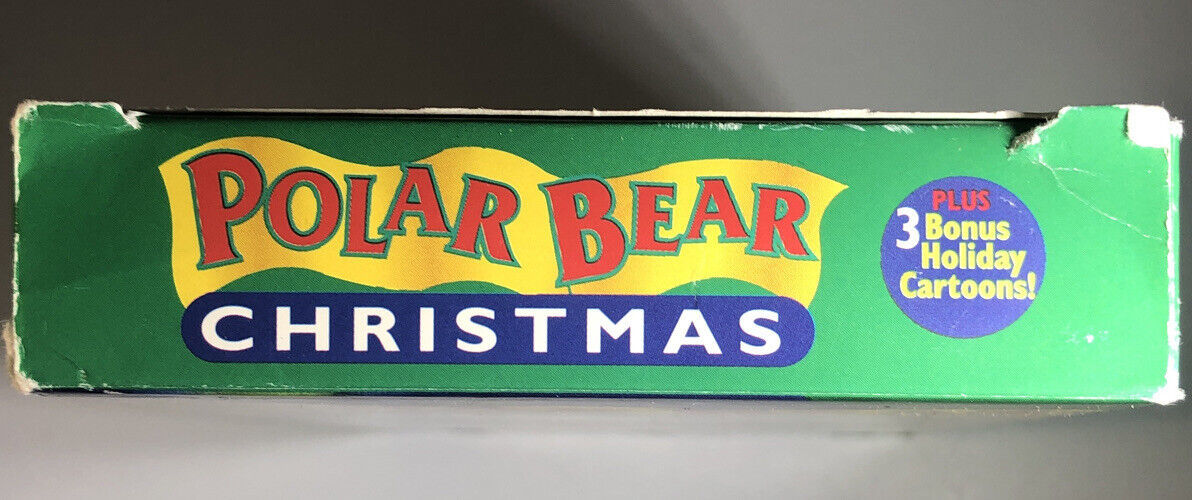 POLAR BEAR
CHRISTMAS
PLUS
3 Bonus
Holiday
Cartoons!